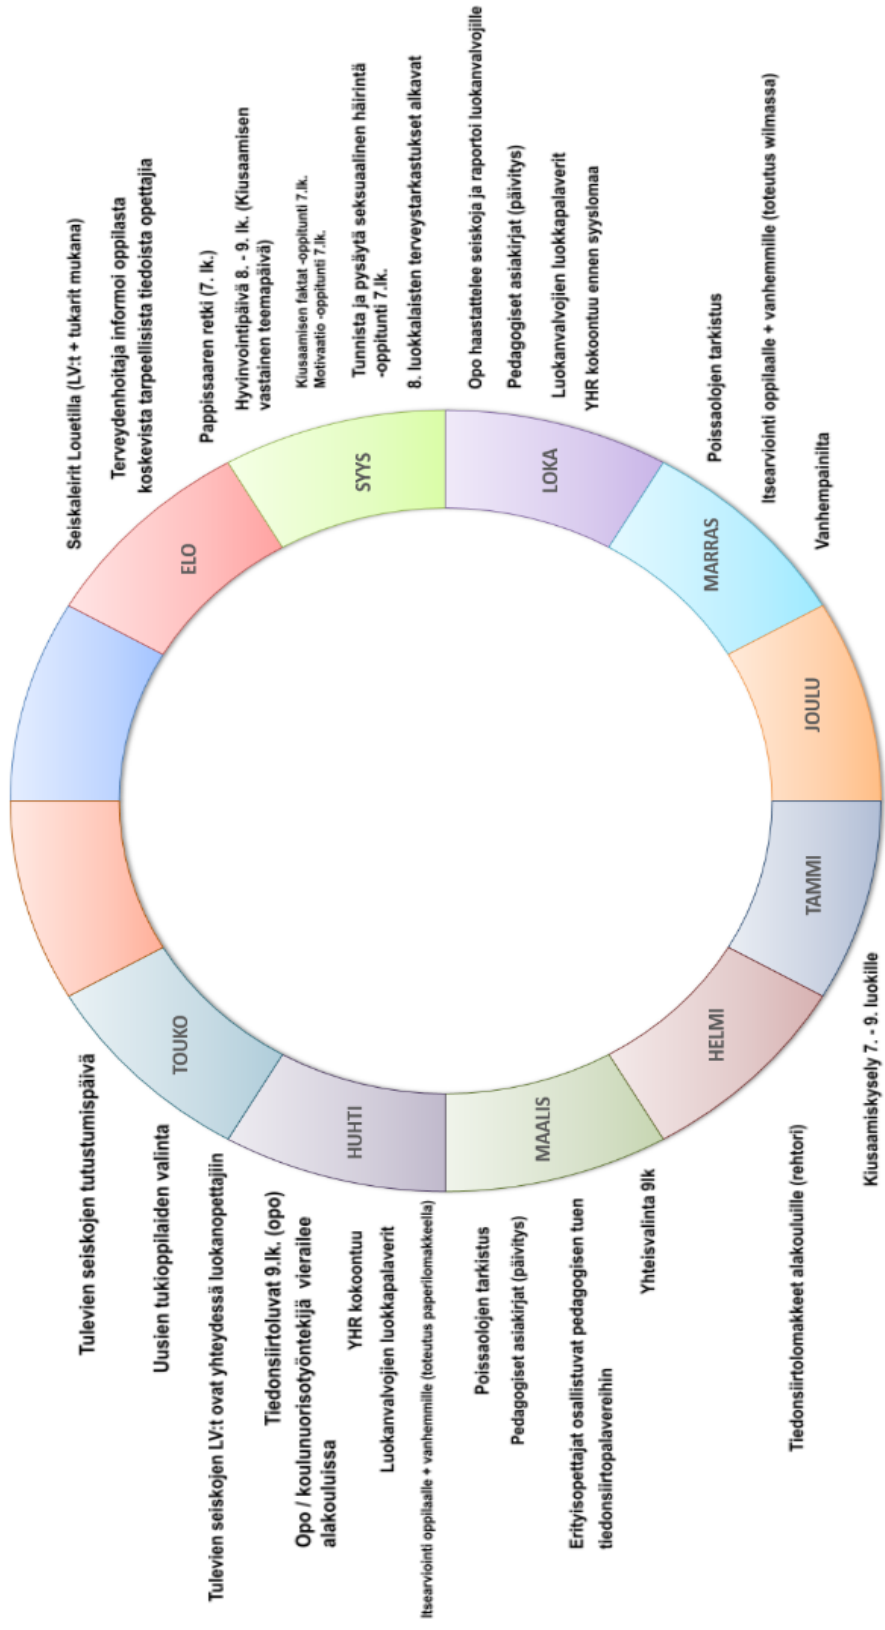 Seiskaleirit Louetilla (LV:t + tukarit mukana)
Terveydenhoitaja informoi oppilasta
koskevista tarpeellisista tiedoista opettajia
Pappissaaren retki (7. lk.)
Hyvinvointipäivä 8. - 9. lk. (Kiusaamisen
vastainen teemapäivä)
Kiusaamisen faktat -oppitunti 7.lk.
Motivaatio -oppitunti 7.lk.
Tunnista ja pysäytä seksuaalinen häirintä
-oppitunti 7.lk.
8. luokkalaisten terveystarkastukset alkavat
Opo haastattelee seiskoja ja raportoi luokanvalvojille
Pedagogiset asiakirjat (päivitys)
Luokanvalvojien luokkapalaverit
YHR kokoontuu ennen syyslomaa
Poissaolojen tarkistus
Itsearviointi oppilaalle + vanhemmille (toteutus wilmassa)
Vanhempainilta
ELO
SYYS
LOKA
MARRAS
JOULU
TAMMI
HELMI
MAALIS
HUHTI
TOUKO
Tulevien seiskojen tutustumispäivä
Uusien tukioppilaiden valinta
Tulevien seiskojen LV:t ovat yhteydessä luokanopettajiin
Tiedonsiirtoluvat 9.lk. (opo)
Opo / koulunuorisotyöntekijä vierailee
alakouluissa
YHR kokoontuu
Luokanvalvojien luokkapalaverit
Itsearviointi oppilaalle + vanhemmille (toteutus paperilomakkeella)
Poissaolojen tarkistus
Pedagogiset asiakirjat (päivitys)
Erityisopettajat osallistuvat pedagogisen tuen
tiedonsiirtopalavereihin
Yhteisvalinta 9lk
Tiedonsiirtolomakkeet alakouluille (rehtori)
Kiusaamiskysely 7. - 9. luokille